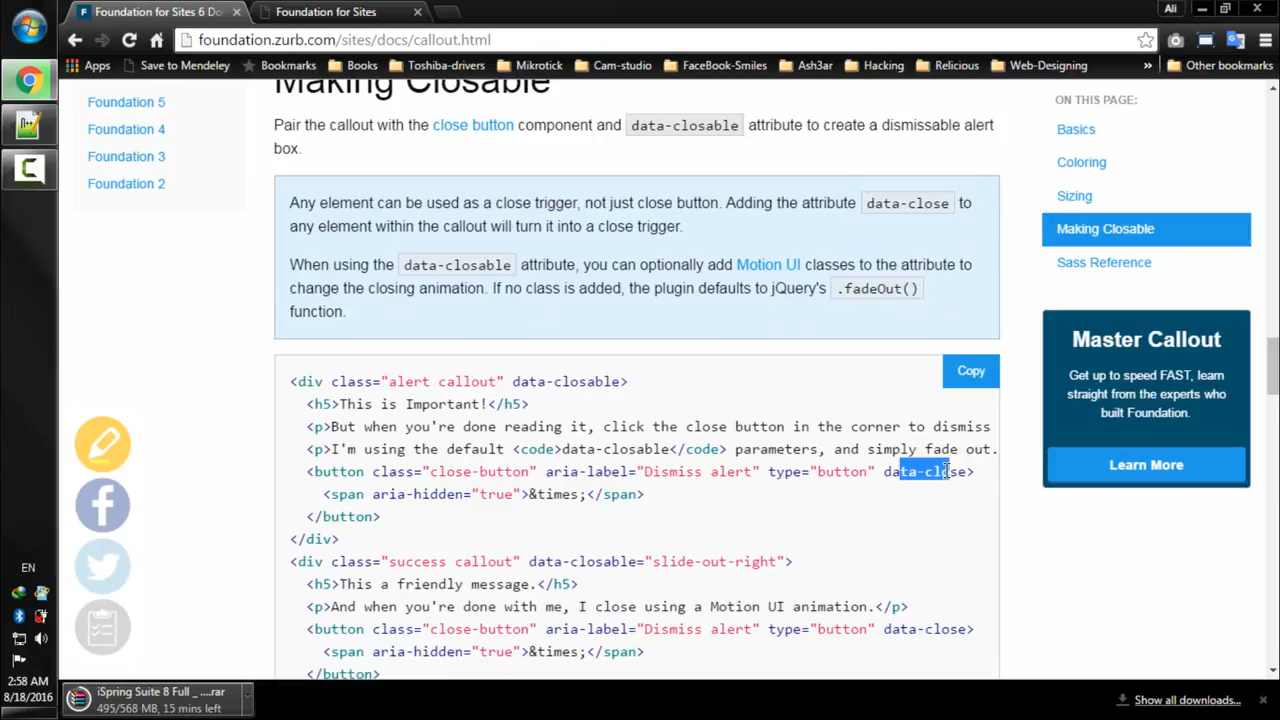 Foundation for Sites 6 Do
Foundation for Sites
Ali
foundation.zurb.com/sites/docs/callout.html
Apps
Save to Mendeley
Bookmarks
Books
Toshiba-drivers
Mikrotick
Cam-studio
FaceBook-Smiles
Ash3ar
Hacking
Relicious
Web-Designing
»
Other bookmarks
Foundation 5
Foundation 4
Foundation 3
Foundation 2
Making Closable
Pair the callout with the close button component and data-closable attribute to create a dismissable alert
box.
Any element can be used as a close trigger, not just close button. Adding the attribute data-close to
any element within the callout will turn it into a close trigger.
When using the data-closable attribute, you can optionally add Motion UI classes to the attribute to
change the closing animation. If no class is added, the plugin defaults to jQuery's .fadeOut()
function.
Copy
<div class="alert callout" data-closable>
<h5>This is Important!</h5>
<p>But when you're done reading it, click the close button in the corner to dismiss
<p>I'm using the default <code>data-closable</code> parameters, and simply fade out.
<button class="close-button" aria-label="Dismiss alert" type="button" data-close>
<span aria-hidden="true">&times;</span>
</button>
</div>
<div class="success callout" data-closable="slide-out-right">
<h5>This a friendly message.</h5>
<p>And when you're done with me, I close using a Motion UI animation.</p>
<button class="close-button" aria-label="Dismiss alert" type="button" data-close>
<span aria-hidden="true">&times;</span>
</button>
ON THIS PAGE:
Basics
Coloring
Sizing
Making Closable
Sass Reference
Master Callout
Get up to speed FAST, learn
straight from the experts who
built Foundation.
Learn More
EN
2:58 AM
8/18/2016
iSpring Suite 8 Full _ ....rar
495/568 MB, 15 mins left
Show all downloads...